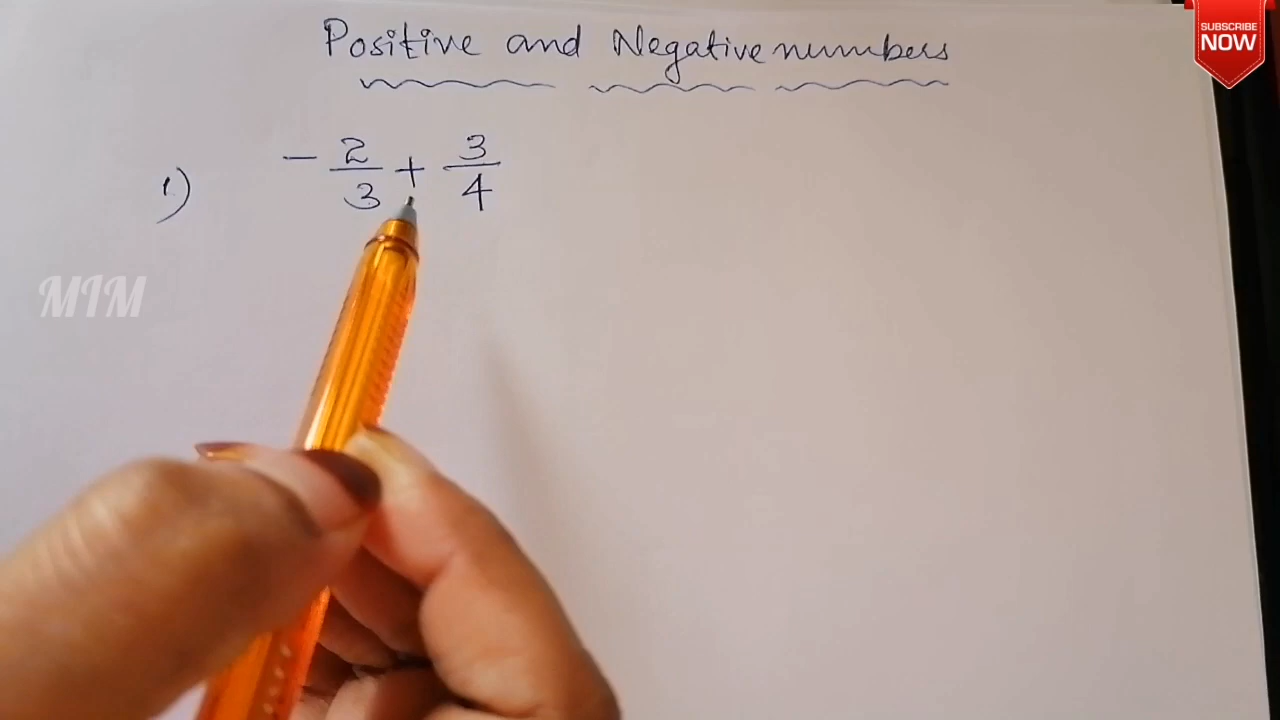 SUBSCRIBE
NOW
Positive and Negative numbers
1) - 2/3 + 3/4
MIM